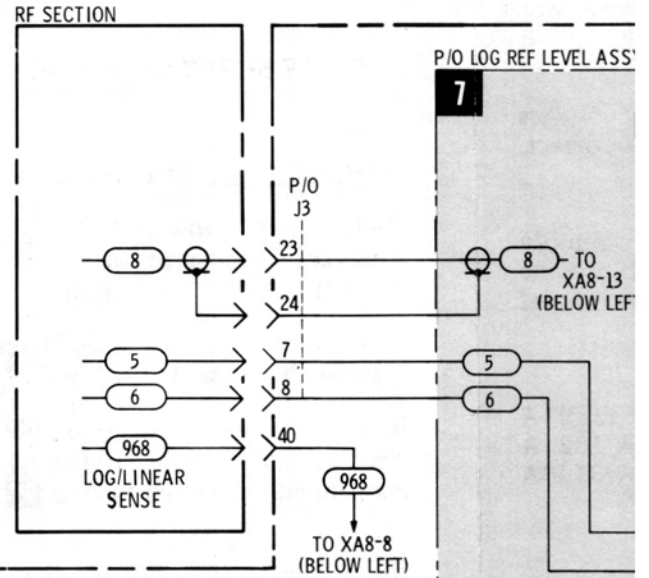 RF SECTION
P/O LOG REF LEVEL ASSY
7
P/O
J3
8
23
8
TO
XA8-13
(BELOW LEF
24
5
7
5
6
8
6
968
40
LOG/LINEAR
SENSE
968
TO XA8-8
(BELOW LEFT)